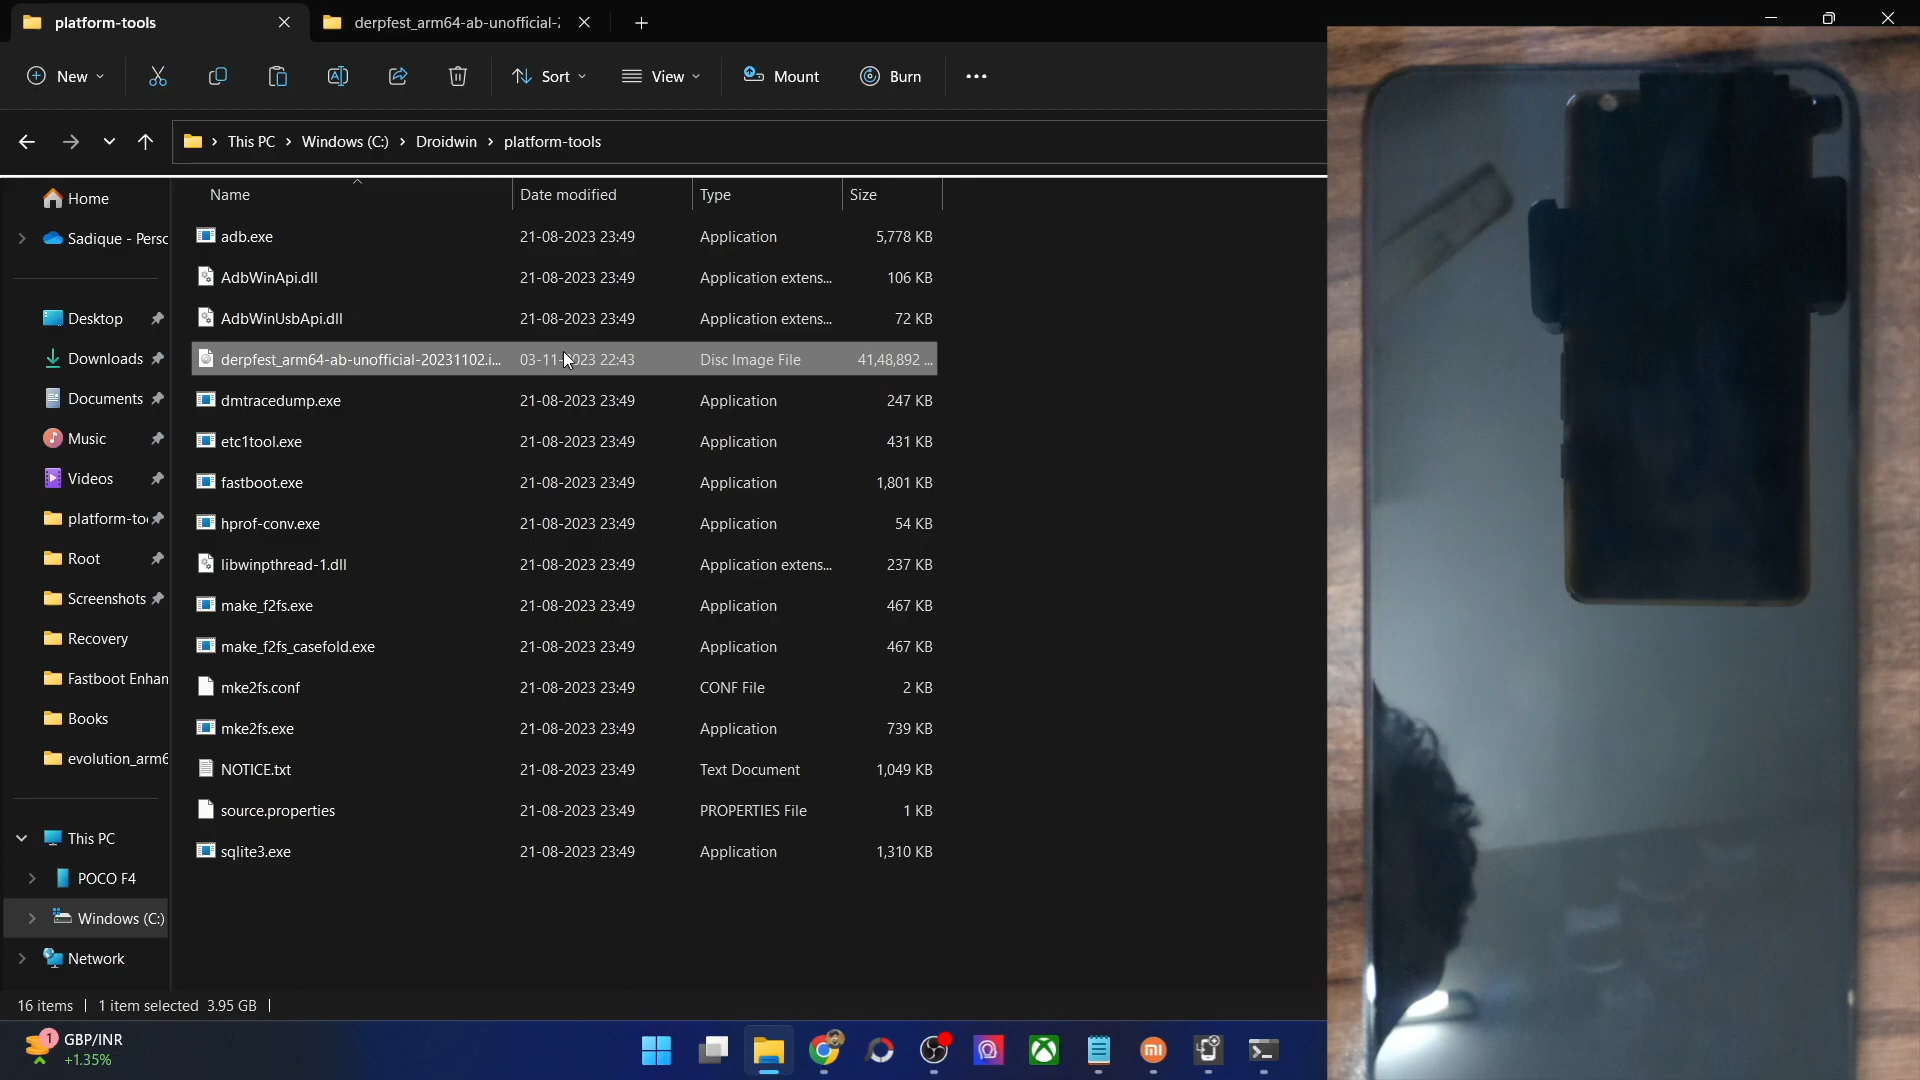 platform-tools
derpfest_arm64-ab-unofficial-:
New
Sort
View
Mount
Burn
This PC
Windows (C:)
Droidwin
platform-tools
Name
Date modified
Type
Size
Home
Sadique - Persc
Desktop
Downloads
Documents
Music
Videos
platform-to
Root
Screenshots
Recovery
Fastboot Enhan
Books
evolution_arm6
This PC
POCO F4
Windows (C:)
Network
adb.exe 21-08-2023 23:49 Application 5,778 KB
AdbWinApi.dll 21-08-2023 23:49 Application extens... 106 KB
AdbWinUsbApi.dll 21-08-2023 23:49 Application extens... 72 KB
derpfest_arm64-ab-unofficial-20231102.i... 03-11-2023 22:43 Disc Image File 41,48,892 ...
dmtracedump.exe 21-08-2023 23:49 Application 247 KB
etc1tool.exe 21-08-2023 23:49 Application 431 KB
fastboot.exe 21-08-2023 23:49 Application 1,801 KB
hprof-conv.exe 21-08-2023 23:49 Application 54 KB
libwinpthread-1.dll 21-08-2023 23:49 Application extens... 237 KB
make_f2fs.exe 21-08-2023 23:49 Application 467 KB
make_f2fs_casefold.exe 21-08-2023 23:49 Application 467 KB
mke2fs.conf 21-08-2023 23:49 CONF File 2 KB
mke2fs.exe 21-08-2023 23:49 Application 739 KB
NOTICE.txt 21-08-2023 23:49 Text Document 1,049 KB
source.properties 21-08-2023 23:49 PROPERTIES File 1 KB
sqlite3.exe 21-08-2023 23:49 Application 1,310 KB
16 items 1 item selected 3.95 GB
1
GBP/INR
+1.35%
mi